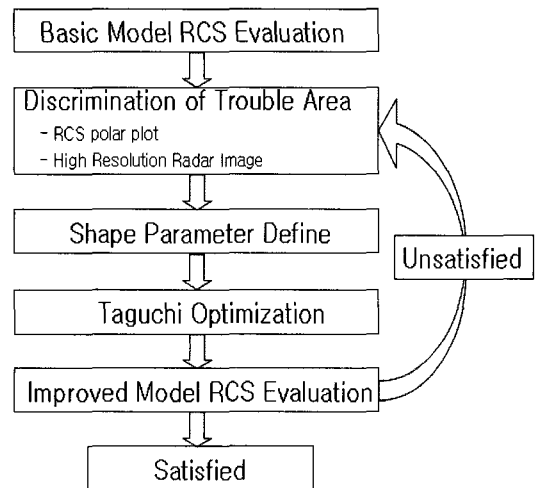 Basic Model RCS Evaluation
Discrimination of Trouble Area
- RCS polar plot
- High Resolution Radar Image
Shape Parameter Define
Unsatisfied
Taguchi Optimization
Improved Model RCS Evaluation
Satisfied